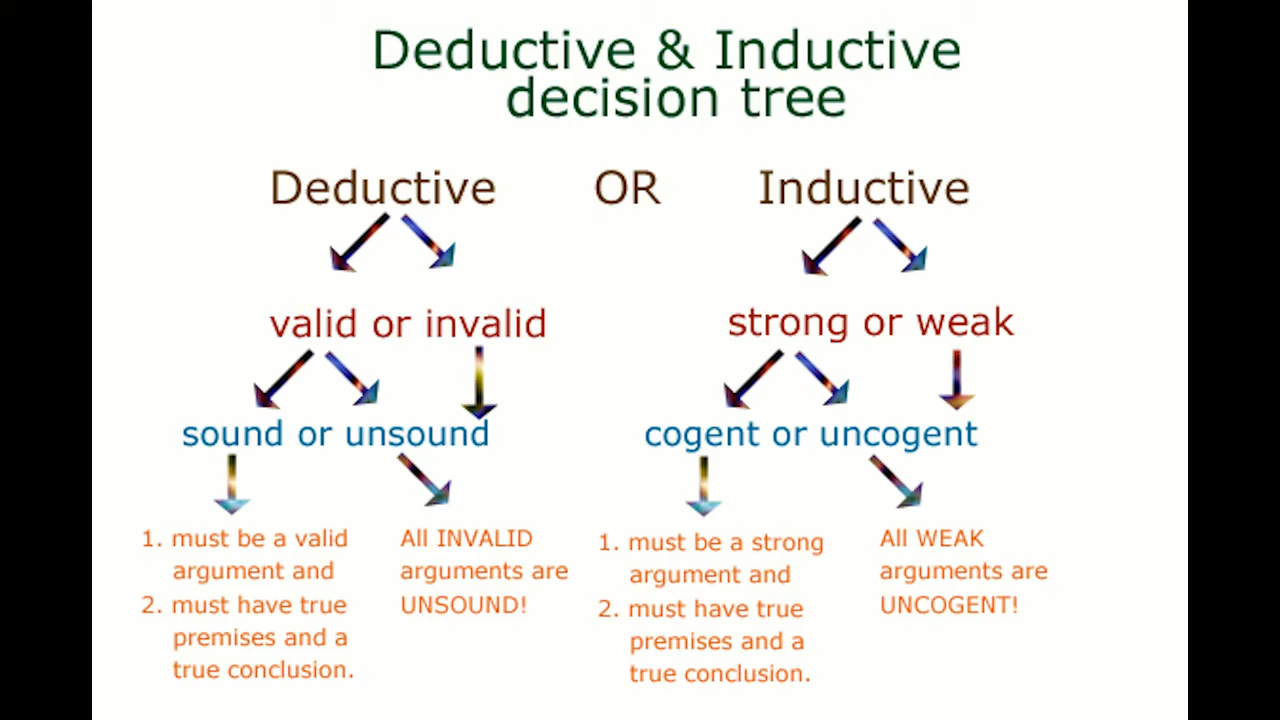 Deductive & Inductive
decision tree
Deductive OR Inductive
valid or invalid
strong or weak
sound or unsound
cogent or uncogent
1. must be a valid
argument and
2. must have true
premises and a
true conclusion.
All INVALID
arguments are
UNSOUND!
1. must be a strong
argument and
2. must have true
premises and a
true conclusion.
All WEAK
arguments are
UNCOGENT!